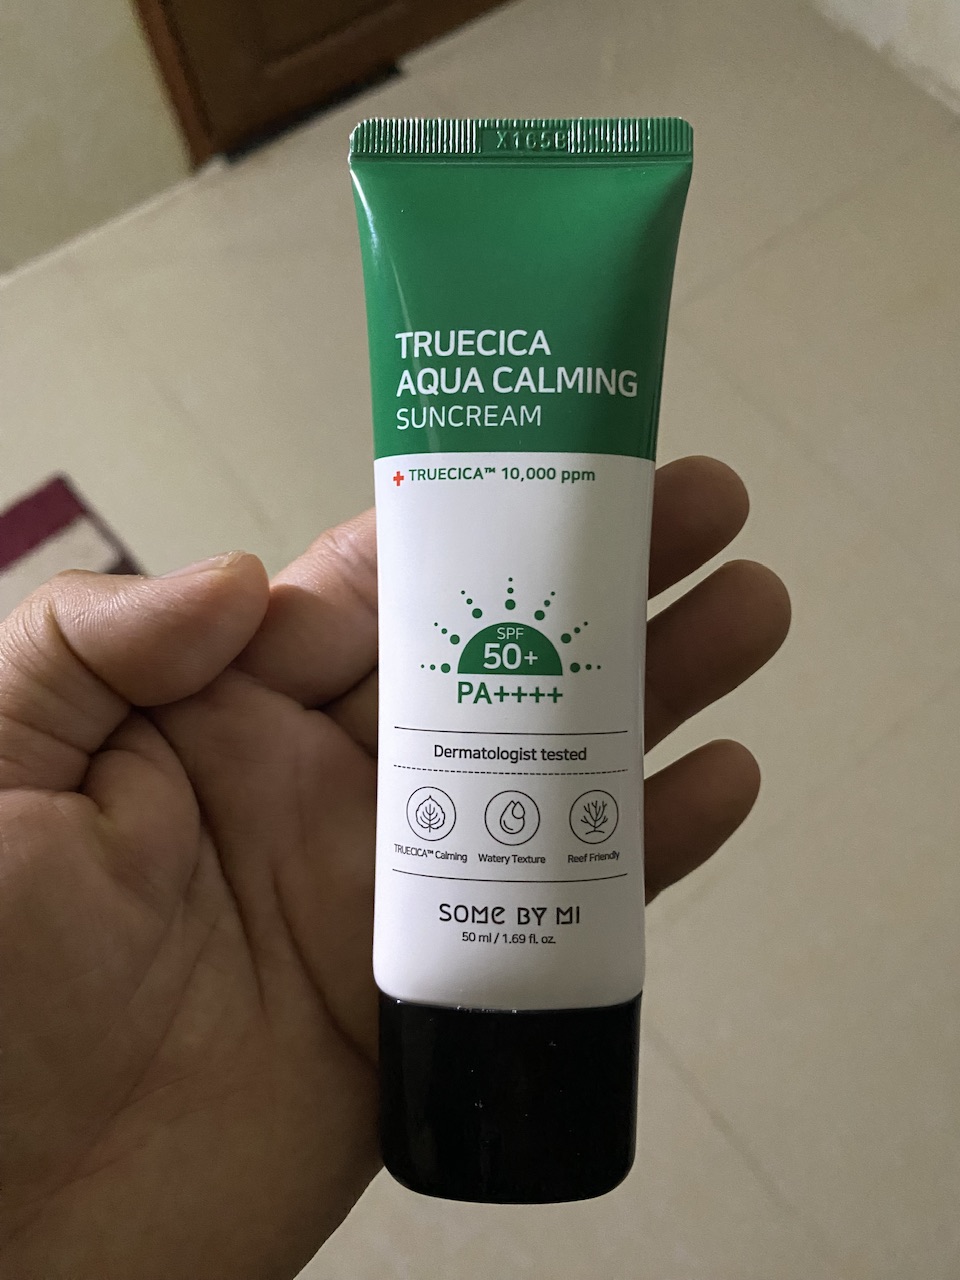 TRUECICA
AQUA CALMING
SUNCREAM
TRUECICA™ 10,000 ppm
SPF
50+
PA++++
Dermatologist tested
TRUECICA™ Calming Watery Texture Reef Friendly
SOME BY MI
50 ml / 1.69 fl. oz.